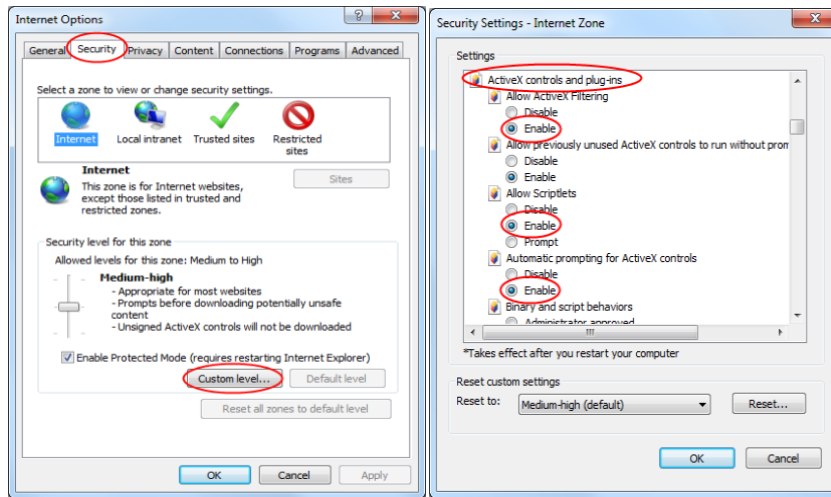 Internet Options
General
Security
Privacy
Content
Connections
Programs
Advanced
Select a zone to view or change security settings.
Internet
Local intranet
Trusted sites
Restricted
sites
Internet
This zone is for Internet websites,
except those listed in trusted and
restricted zones.
Sites
Security level for this zone
Allowed levels for this zone: Medium to High
Medium-high
- Appropriate for most websites
- Prompts before downloading potentially unsafe
content
- Unsigned ActiveX controls will not be downloaded
Enable Protected Mode (requires restarting Internet Explorer)
Custom level...
Default level
Reset all zones to default level
OK
Cancel
Apply
Security Settings - Internet Zone
Settings
ActiveX controls and plug-ins
Allow ActiveX Filtering
Disable
Enable
Allow previously unused ActiveX controls to run without prom
Disable
Enable
Allow Scriptlets
Disable
Enable
Prompt
Automatic prompting for ActiveX controls
Disable
Enable
Binary and script behaviors
Administrator approved
*Takes effect after you restart your computer
Reset custom settings
Reset to:
Medium-high (default)
Reset...
OK
Cancel